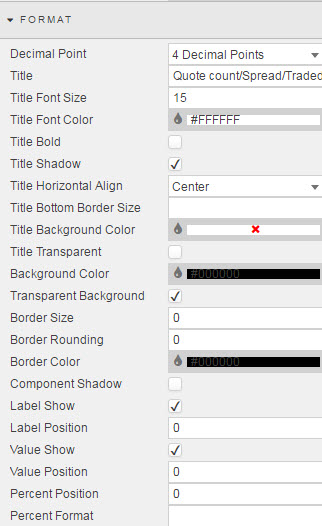 FORMAT
Decimal Point 4 Decimal Points
Title Quote count/Spread/Traded
Title Font Size 15
Title Font Color #FFFFFF
Title Bold
Title Shadow
Title Horizontal Align Center
Title Bottom Border Size
Title Background Color
Title Transparent
Background Color #000000
Transparent Background
Border Size 0
Border Rounding 0
Border Color #000000
Component Shadow
Label Show
Label Position 0
Value Show
Value Position 0
Percent Position 0
Percent Format